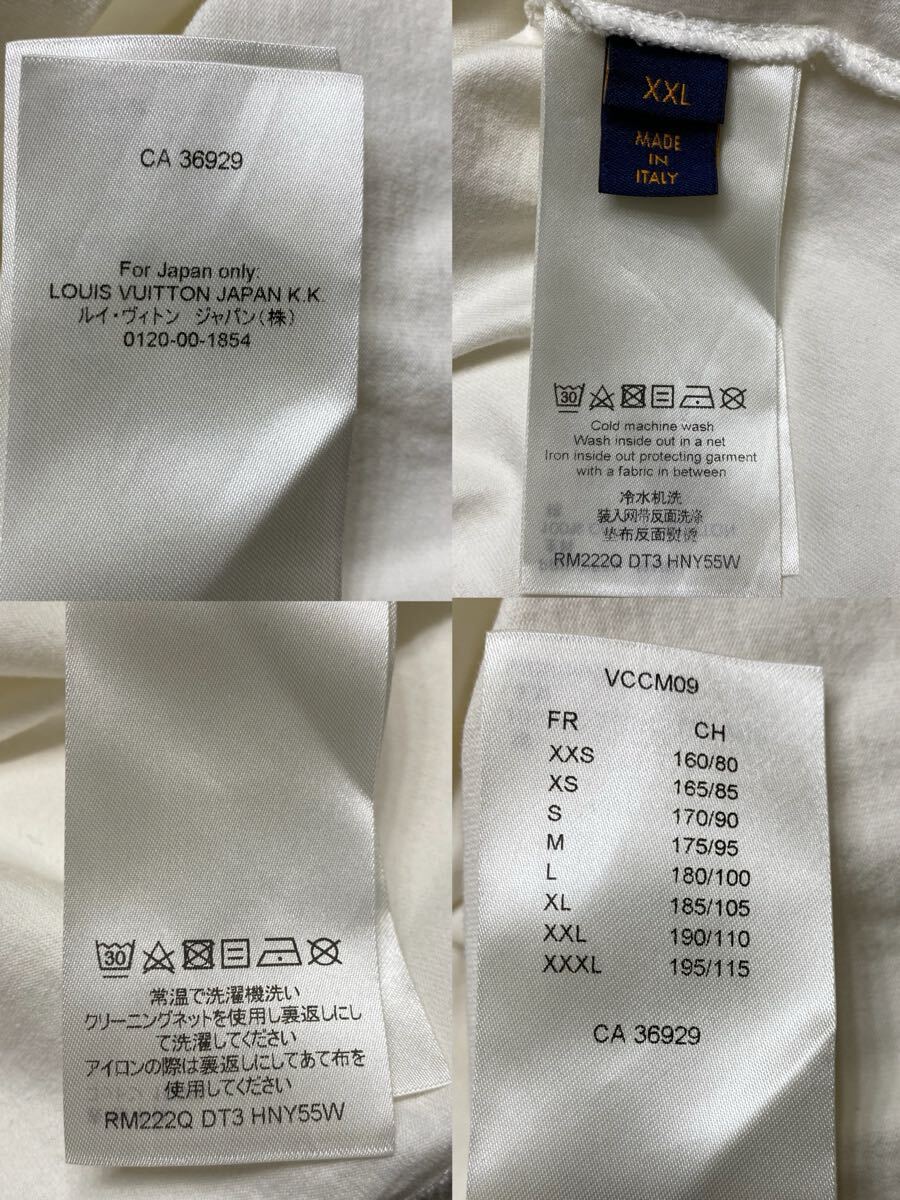 CA 36929
For Japan only:
LOUIS VUITTON JAPAN K.K.
ルイ・ヴィトン ジャパン(株)
0120-00-1854
XXL
MADE
IN
ITALY
30
Cold machine wash
Wash inside out in a net
Iron inside out protecting garment
with a fabric in between
冷水机洗
装入网带反面洗涤
垫布反面熨烫
RM222Q DT3 HNY55W
30
常温で洗濯機洗い
クリーニングネットを使用し裏返しにし
て洗濯してください
アイロンの際は裏返しにしてあて布を
使用してください
RM222Q DT3 HNY55W
VCCM09
FR CH
XXS 160/80
XS 165/85
S 170/90
M 175/95
L 180/100
XL 185/105
XXL 190/110
XXXL 195/115
CA 36929